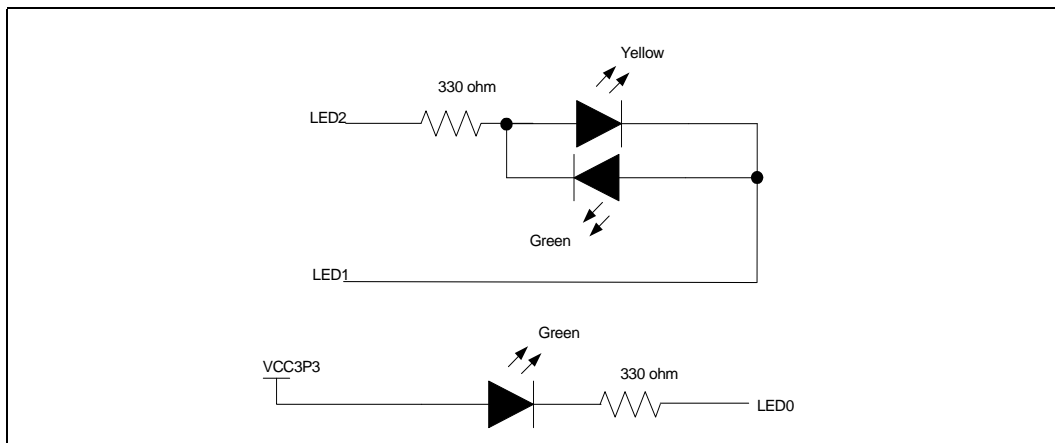 Yellow
330 ohm
LED2
Green
LED1
Green
VCC3P3
330 ohm
LED0